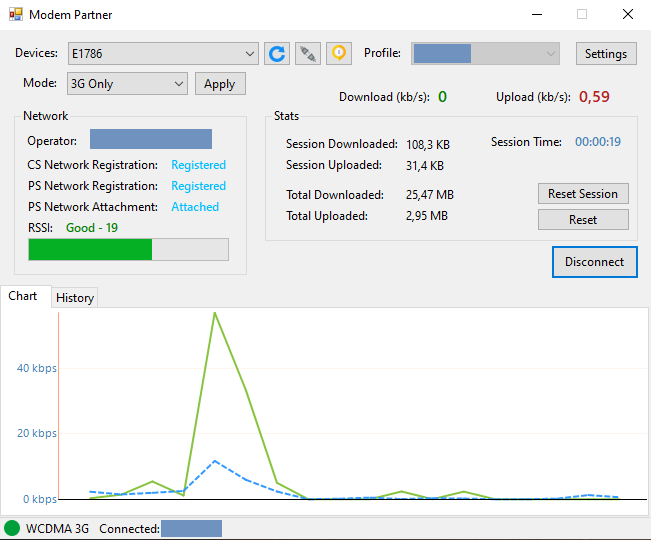 Modem Partner
Devices: E1786 Profile: Settings
Mode: 3G Only Apply
Download (kb/s): 0 Upload (kb/s): 0,59
Network
Operator:
CS Network Registration: Registered
PS Network Registration: Registered
PS Network Attachment: Attached
RSSI: Good - 19
Stats
Session Downloaded: 108,3 KB Session Time: 00:00:19
Session Uploaded: 31,4 KB
Total Downloaded: 25,47 MB Reset Session
Total Uploaded: 2,95 MB Reset
Disconnect
Chart History
40 kbps
20 kbps
0 kbps
WCDMA 3G Connected: